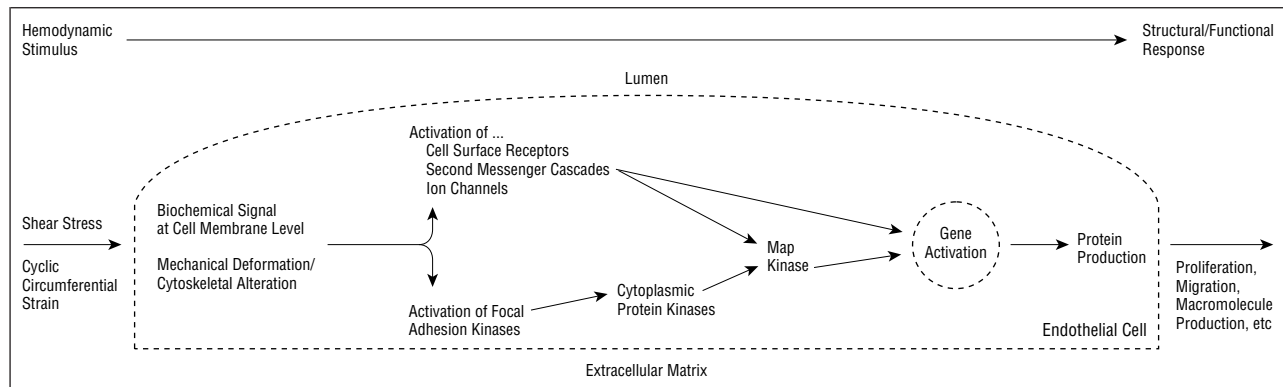 Hemodynamic
Stimulus
Structural/Functional
Response
Lumen
Activation of ...
Cell Surface Receptors
Second Messenger Cascades
Ion Channels
Shear Stress
Cyclic
Circumferential
Strain
Biochemical Signal
at Cell Membrane Level
Mechanical Deformation/
Cytoskeletal Alteration
Activation of Focal
Adhesion Kinases
Cytoplasmic
Protein Kinases
Map
Kinase
Gene
Activation
Protein
Production
Proliferation,
Migration,
Macromolecule
Production, etc
Endothelial Cell
Extracellular Matrix